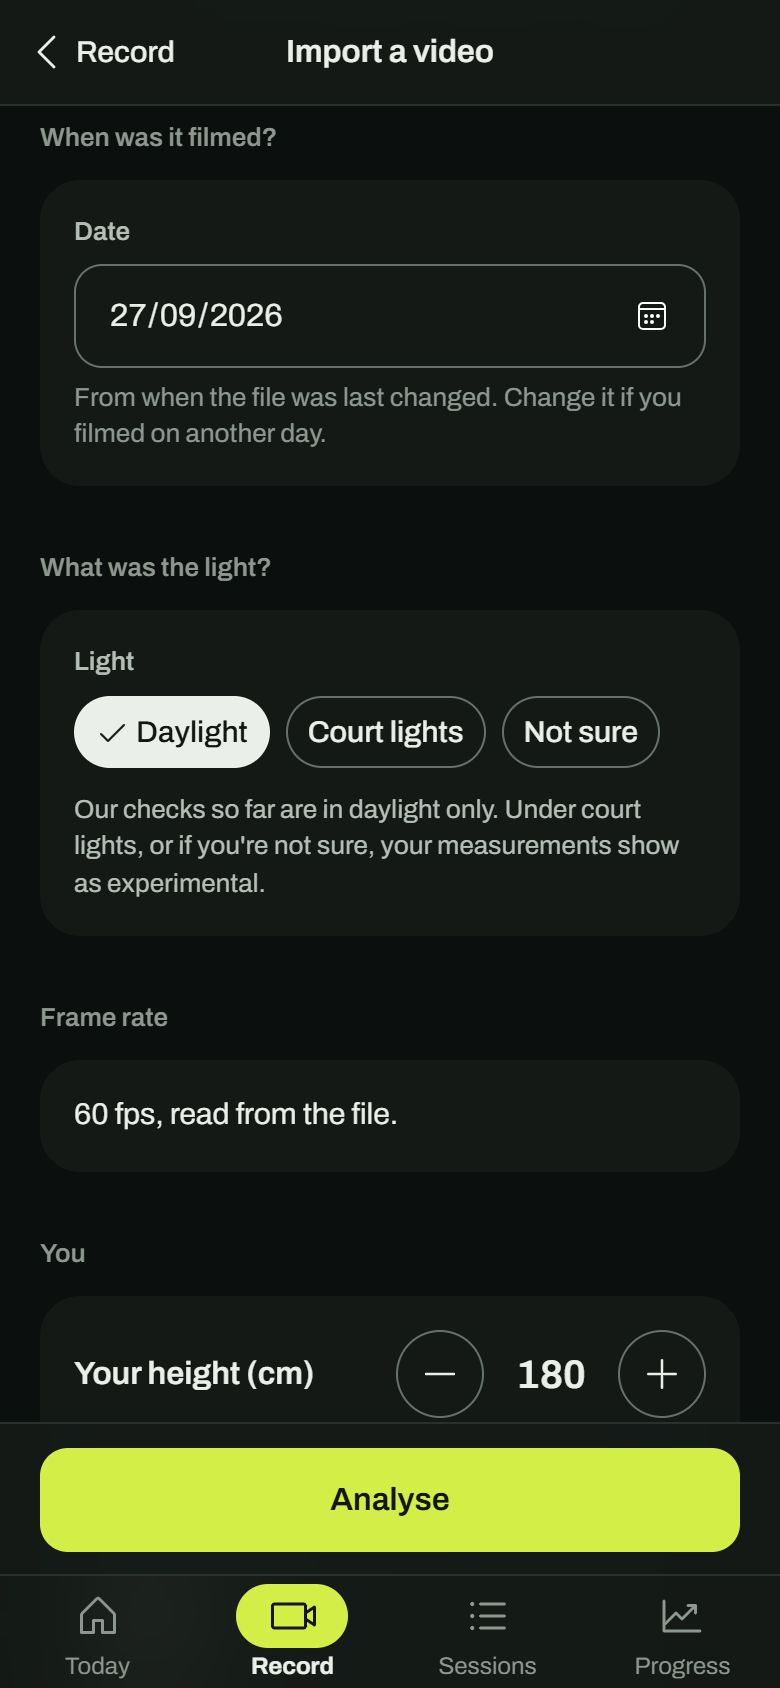 Record
Import a video
When was it filmed?
Date
27/09/2026
From when the file was last changed. Change it if you
filmed on another day.
What was the light?
Light
Daylight
Court lights
Not sure
Our checks so far are in daylight only. Under court
lights, or if you're not sure, your measurements show
as experimental.
Frame rate
60 fps, read from the file.
You
Your height (cm)
180
Analyse
Today
Record
Sessions
Progress